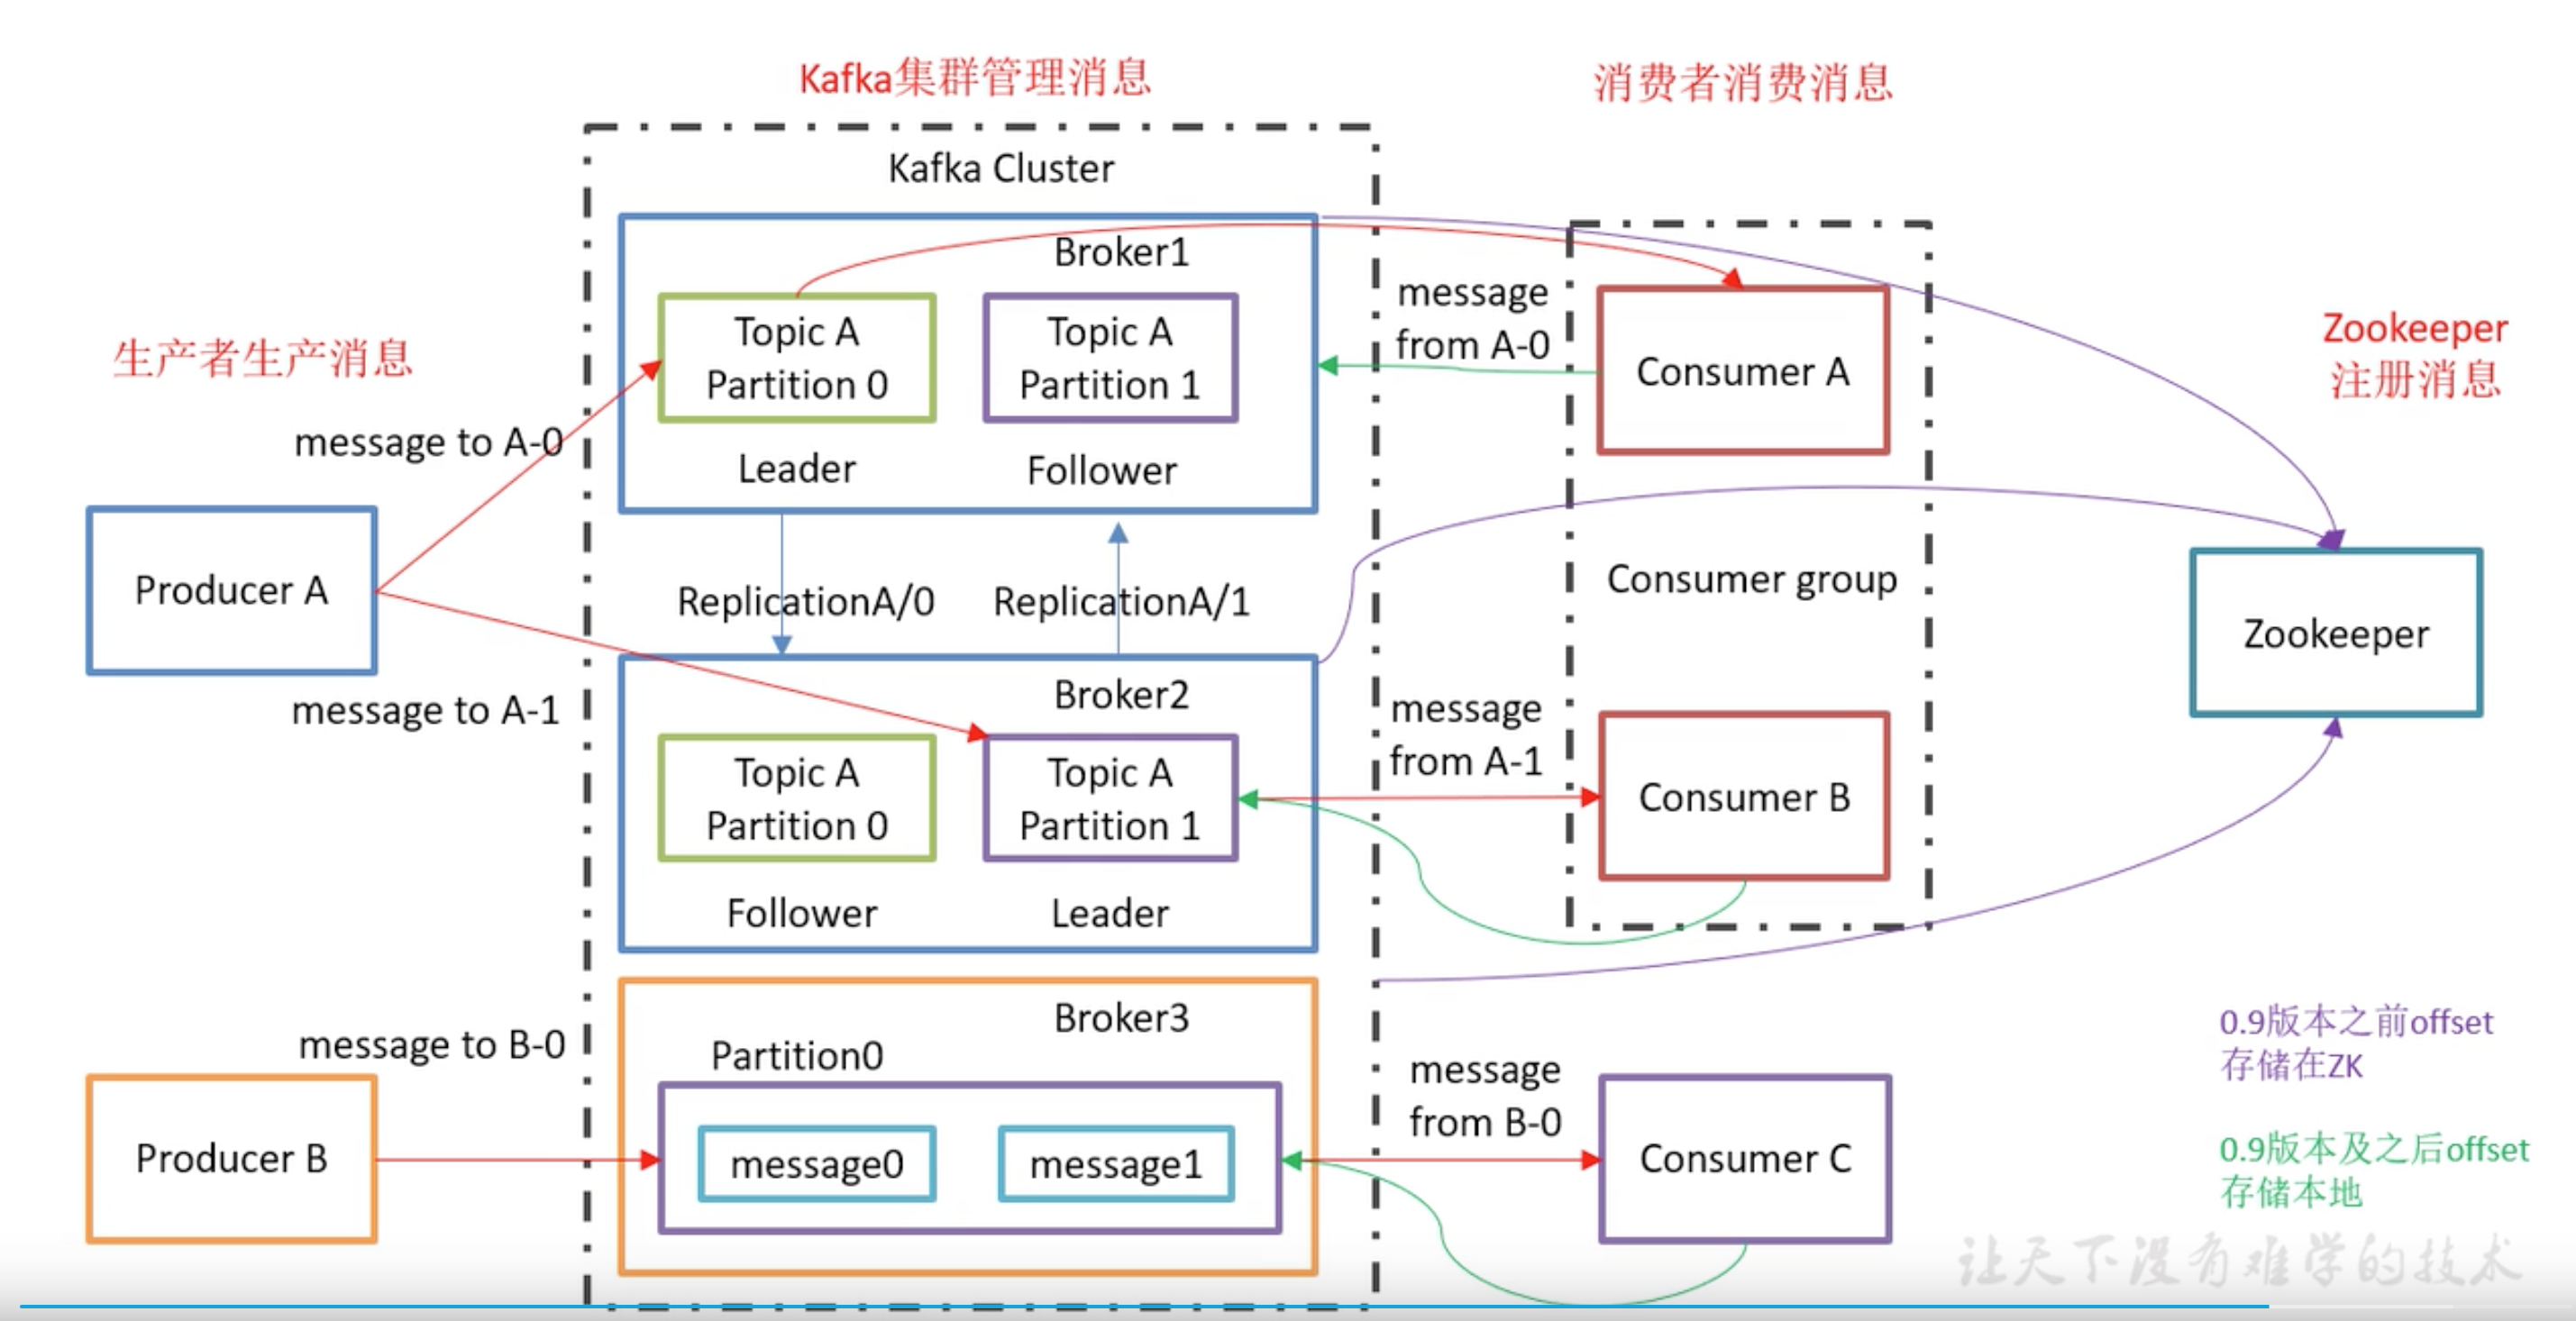 Kafka集群管理消息
消费者消费消息
Kafka Cluster
Broker1
Topic A
Partition 0
Topic A
Partition 1
Leader
Follower
message
from A-0
Consumer A
Zookeeper
注册消息
生产者生产消息
message to A-0
Producer A
message to A-1
ReplicationA/0
ReplicationA/1
Consumer group
Zookeeper
Broker2
Topic A
Partition 0
Topic A
Partition 1
Follower
Leader
message
from A-1
Consumer B
message to B-0
Producer B
Broker3
Partition0
message0
message1
message
from B-0
Consumer C
0.9版本之前offset
存储在ZK
0.9版本及之后offset
存储本地
让天下没有难学的技术